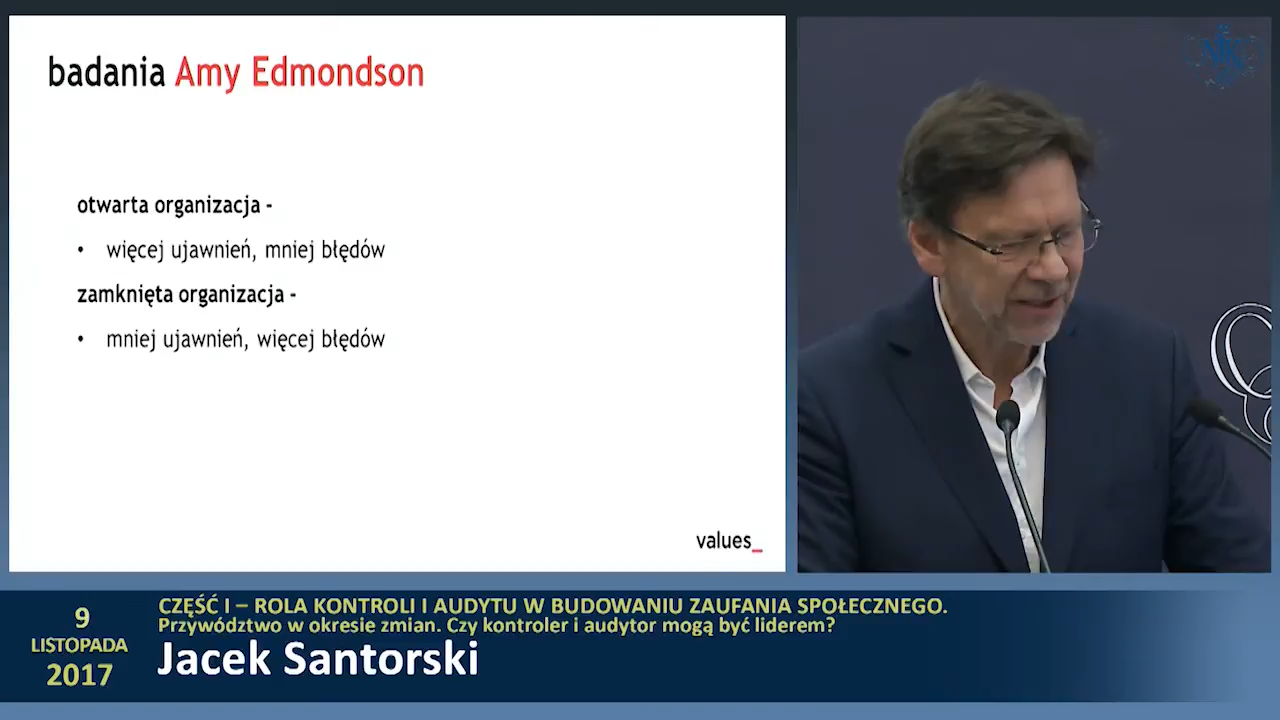 badania Amy Edmondson
otwarta organizacja -
• więcej ujawnień, mniej błędów
zamknięta organizacja -
• mniej ujawnień, więcej błędów
values_
NIK
9
LISTOPADA
2017
CZĘŚĆ I – ROLA KONTROLI I AUDYTU W BUDOWANIU ZAUFANIA SPOŁECZNEGO.
Przywództwo w okresie zmian. Czy kontroler i audytor mogą być liderem?
Jacek Santorski